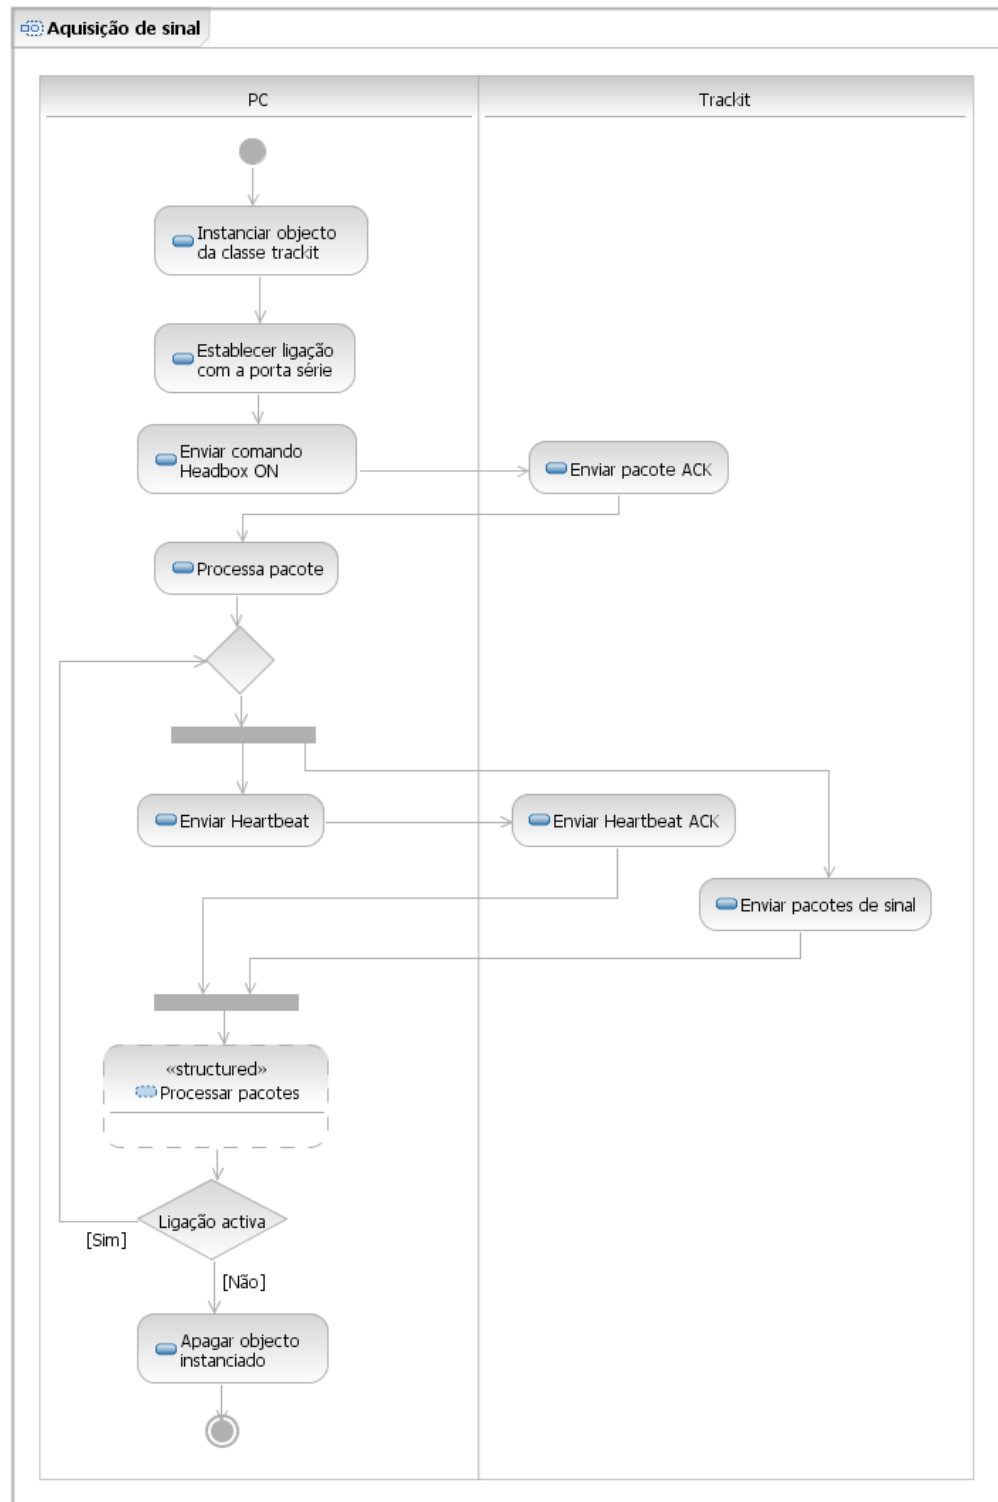 Aquisição de sinal
PC
Trackit
Instanciar objecto
da classe trackit
Establecer ligação
com a porta série
Enviar comando
Headbox ON
Enviar pacote ACK
Processa pacote
Enviar Heartbeat
Enviar Heartbeat ACK
Enviar pacotes de sinal
«structured»
Processar pacotes
Ligação activa
[Sim]
[Não]
Apagar objecto
instanciado